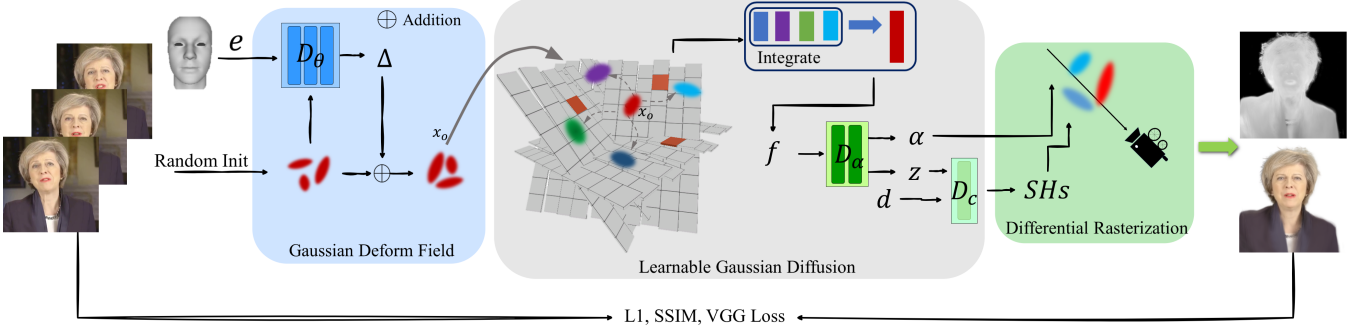 e
D_θ
Δ
⊕ Addition
x_o
Random Init
Gaussian Deform Field
x_o
Integrate
f
D_α
α
z
d
D_c
SHs
Learnable Gaussian Diffusion
Differential Rasterization
L1, SSIM, VGG Loss